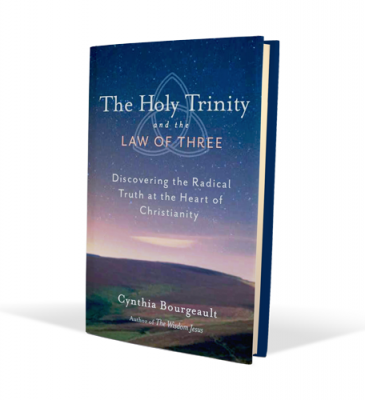 The Holy Trinity
and the
LAW OF THREE
Discovering the Radical
Truth at the Heart of
Christianity
Cynthia Bourgeault
Author of The Wisdom Jesus